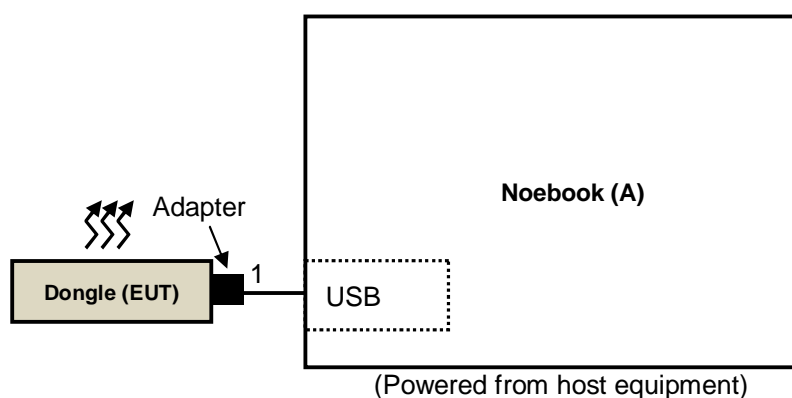 Noebook (A)
Adapter
1
Dongle (EUT)
USB
(Powered from host equipment)